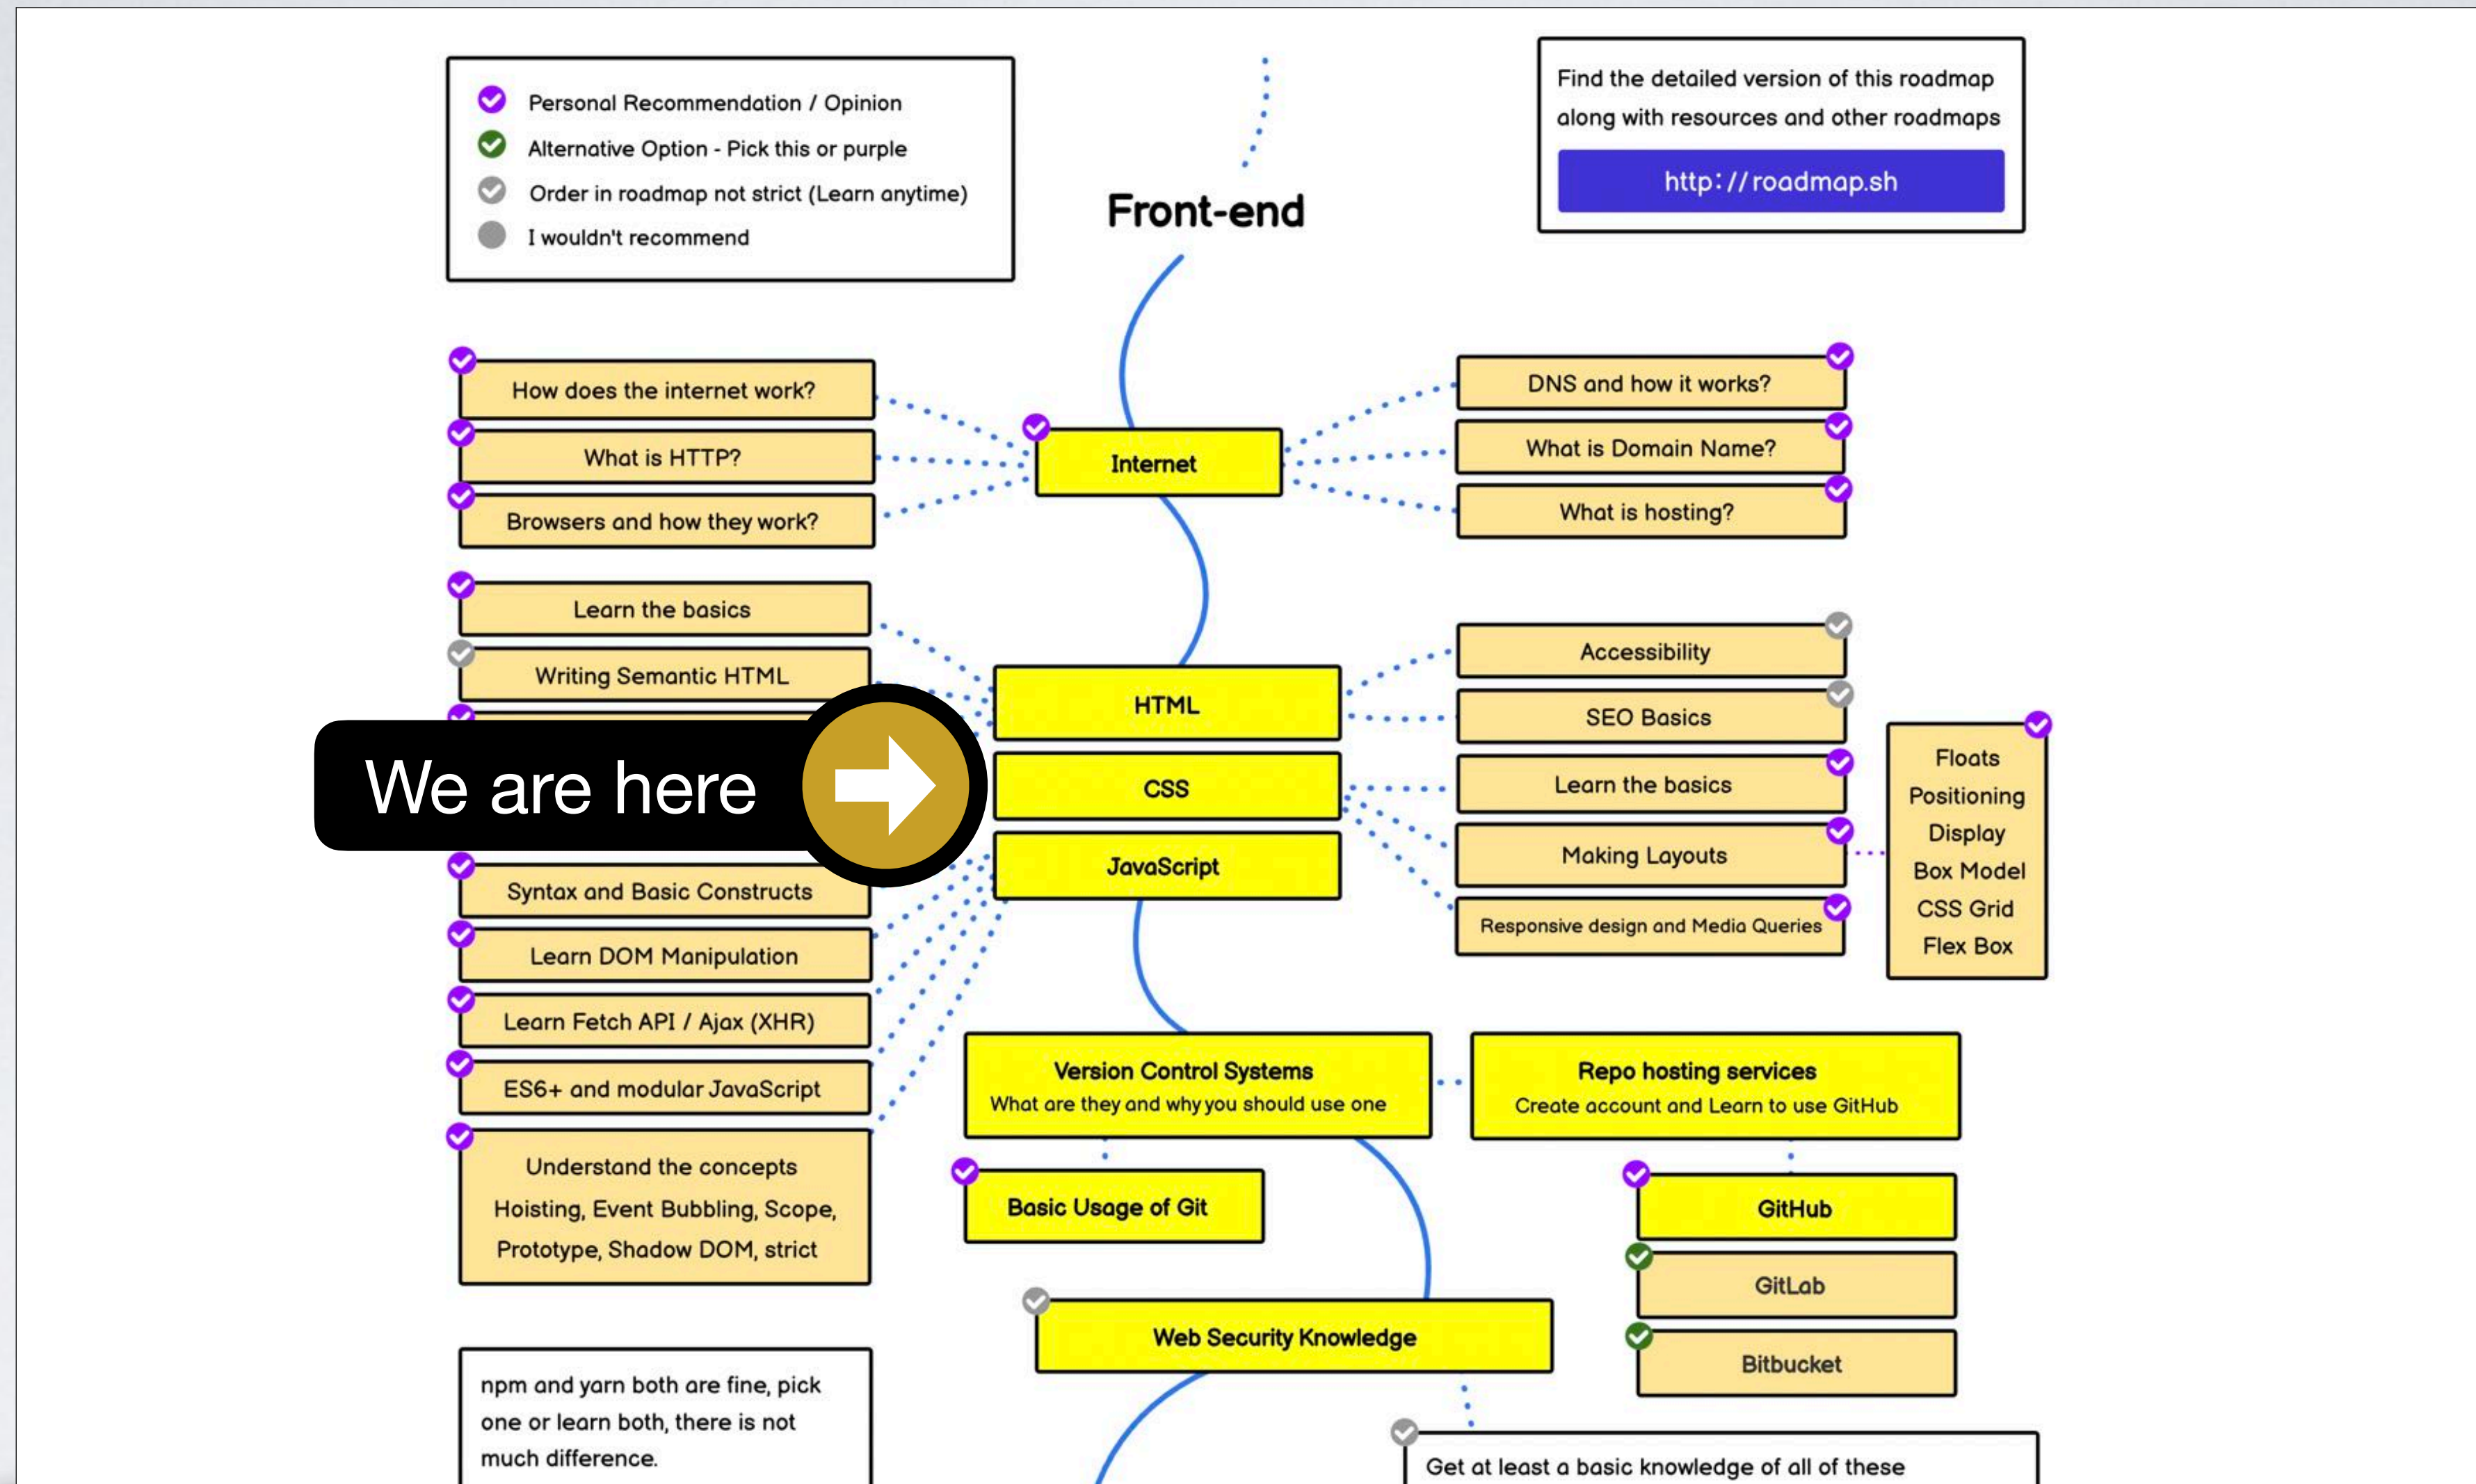 Personal Recommendation / Opinion
Alternative Option - Pick this or purple
Order in roadmap not strict (Learn anytime)
I wouldn't recommend
Find the detailed version of this roadmap
along with resources and other roadmaps
http://roadmap.sh
Front-end
How does the internet work?
What is HTTP?
Browsers and how they work?
Internet
DNS and how it works?
What is Domain Name?
What is hosting?
Learn the basics
Writing Semantic HTML
We are here
HTML
CSS
JavaScript
Accessibility
SEO Basics
Learn the basics
Making Layouts
Responsive design and Media Queries
Floats
Positioning
Display
Box Model
CSS Grid
Flex Box
Syntax and Basic Constructs
Learn DOM Manipulation
Learn Fetch API / Ajax (XHR)
ES6+ and modular JavaScript
Understand the concepts
Hoisting, Event Bubbling, Scope,
Prototype, Shadow DOM, strict
Version Control Systems
What are they and why you should use one
Repo hosting services
Create account and Learn to use GitHub
Basic Usage of Git
GitHub
GitLab
Bitbucket
Web Security Knowledge
npm and yarn both are fine, pick
one or learn both, there is not
much difference.
Get at least a basic knowledge of all of these